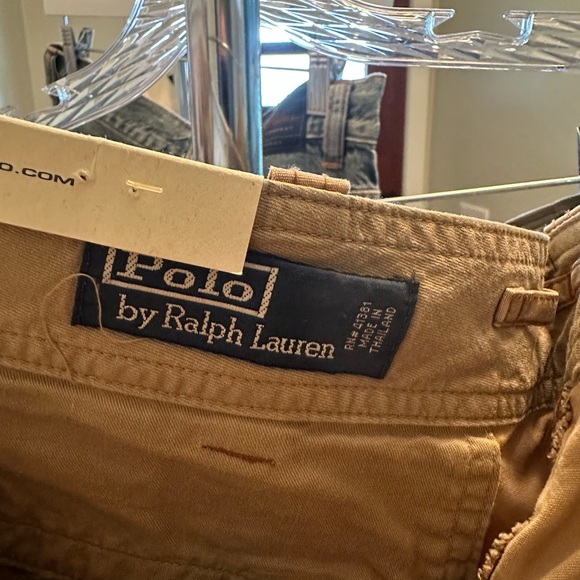 O.COM
Polo
by Ralph Lauren
RN# 41381
MADE IN
THAILAND